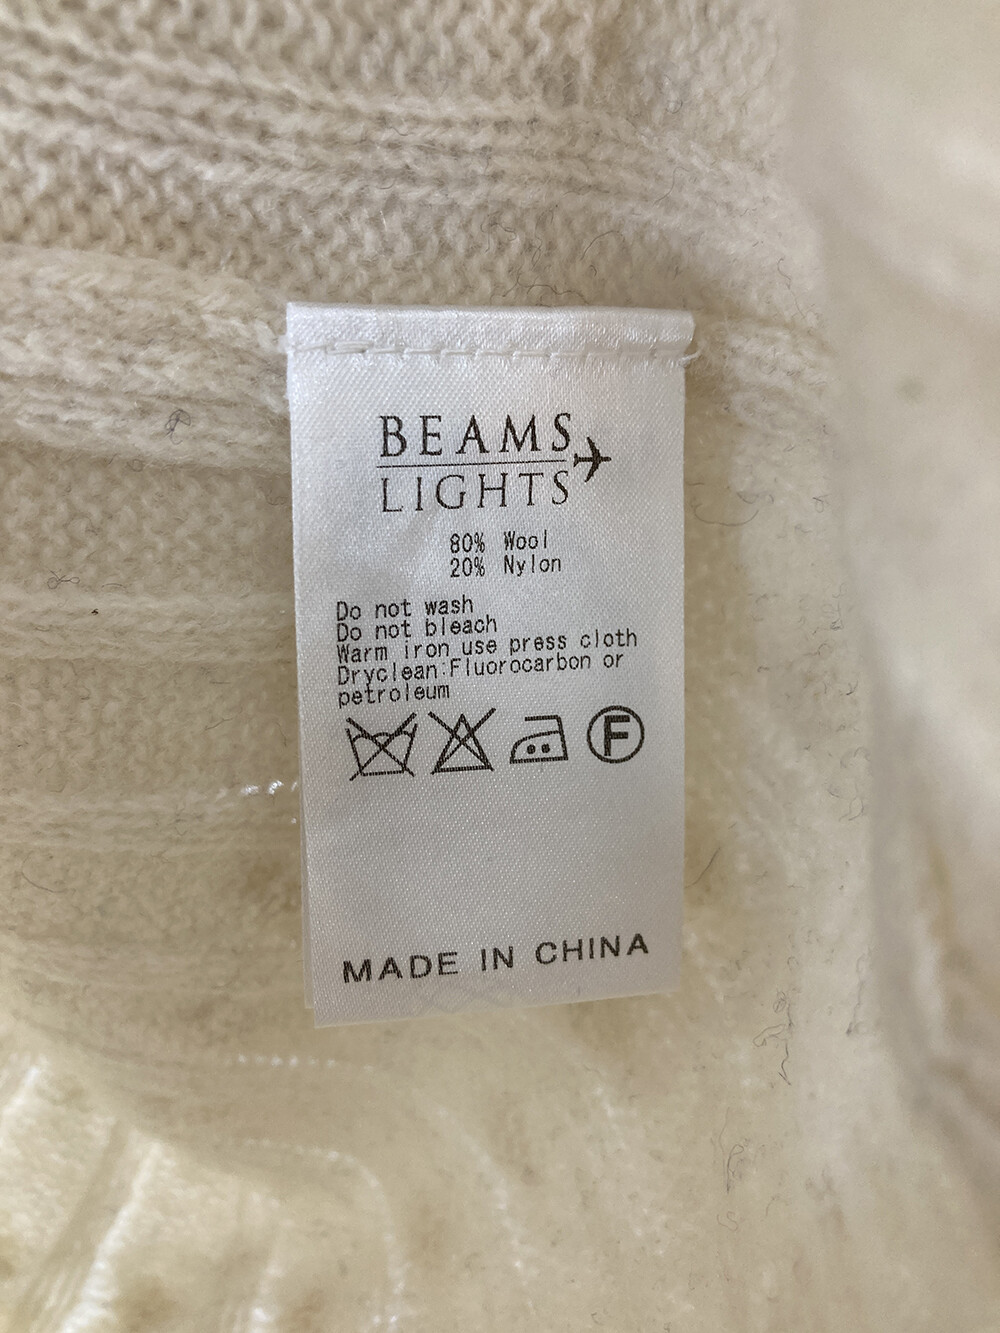 BEAMS
LIGHTS
80% Wool
20% Nylon
Do not wash
Do not bleach
Warm iron use press cloth
Dryclean:Fluorocarbon or
petroleum
F
MADE IN CHINA